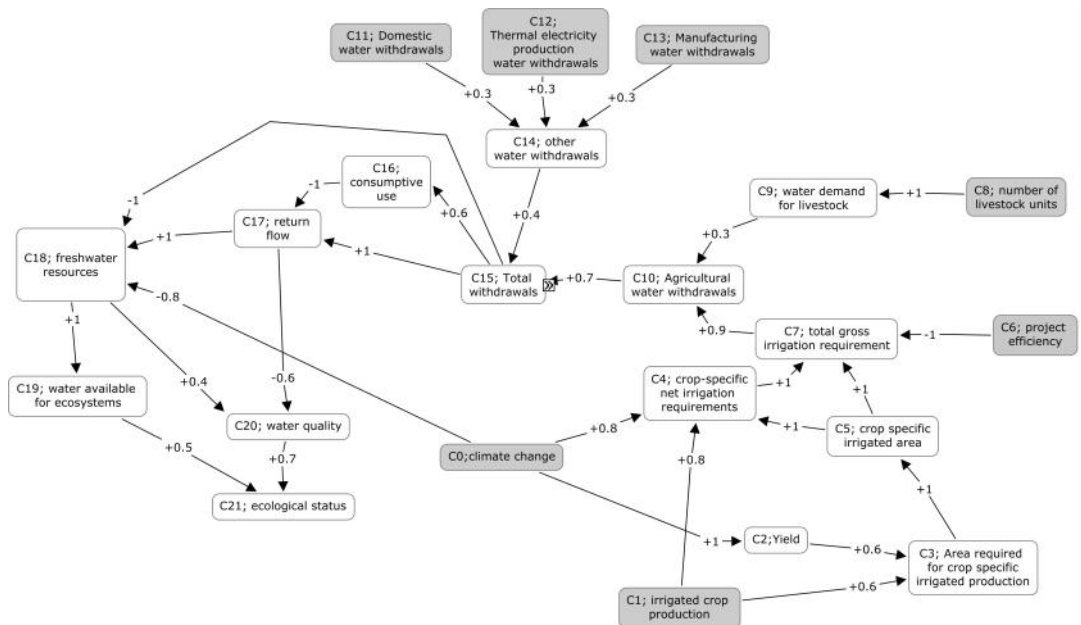 C11; Domestic
water withdrawals
C12;
Thermal electricity
production
water withdrawals
C13; Manufacturing
water withdrawals
+0.3
+0.3
+0.3
C14; other
water withdrawals
C16;
consumptive
use
C9; water demand
for livestock
+1
C8; number of
livestock units
-1
-1
+0.6
+0.4
+0.3
C17; return
flow
+1
+1
C18; freshwater
resources
C15; Total
withdrawals
+0.7
C10; Agricultural
water withdrawals
-0.8
+0.9
C7; total gross
irrigation requirement
-1
C6; project
efficiency
+1
C19; water available
for ecosystems
+0.4
-0.6
C4; crop-specific
net irrigation
requirements
+1
+1
C20; water quality
+0.8
+1
C5; crop specific
irrigated area
+0.5
+0.7
C0;climate change
+0.8
C21; ecological status
+1
+1
C2;Yield
+0.6
C3; Area required
for crop specific
irrigated production
C1; irrigated crop
production
+0.6